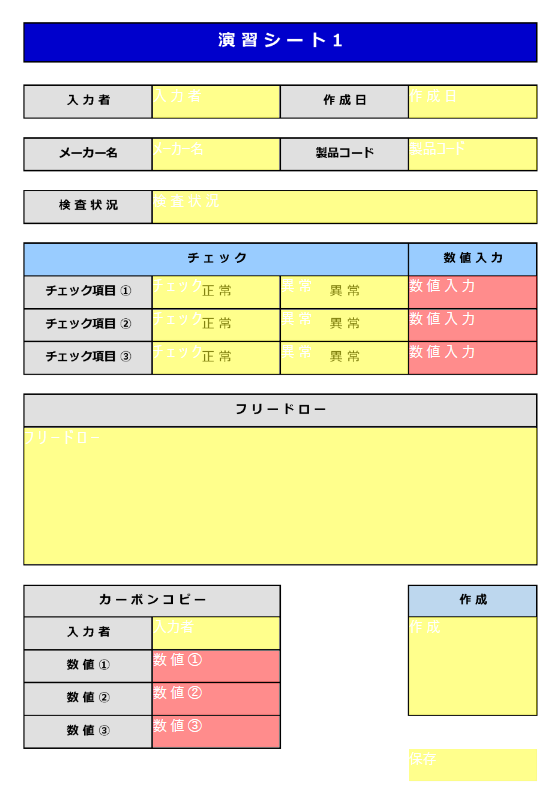 演習シート1
入力者 入力者 作成日 作成日
メーカー名 メーカー名 製品コード 製品コード
検査状況 検査状況
チェック 数値入力
チェック項目① チェック 正常 異常 異常 数値入力
チェック項目② チェック 正常 異常 異常 数値入力
チェック項目③ チェック 正常 異常 異常 数値入力
フリードロー
フリードロー
カーボンコピー 作成
入力者 入力者 作成
数値① 数値①
数値② 数値②
数値③ 数値③
保存